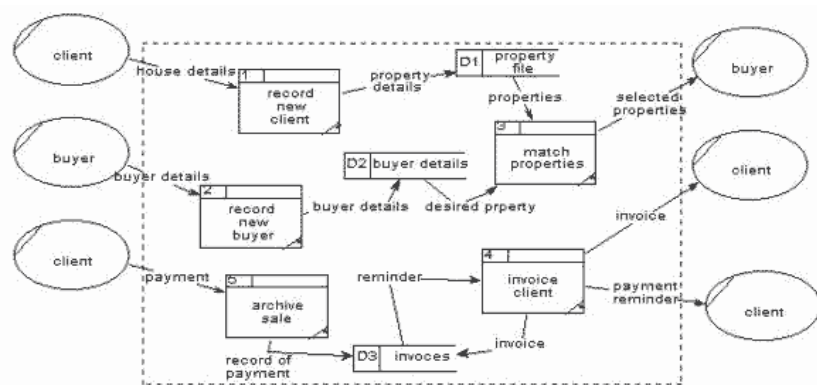 client
house details
1
record
new
client
property
details
D1
property
file
properties
buyer
selected
properties
3
match
properties
buyer
buyer details
2
record
new
buyer
D2
buyer details
buyer details
desired prperty
client
invoice
client
payment
5
archive
sale
reminder
4
invoice
client
payment
reminder
client
record of
payment
D3
invoces
invoice